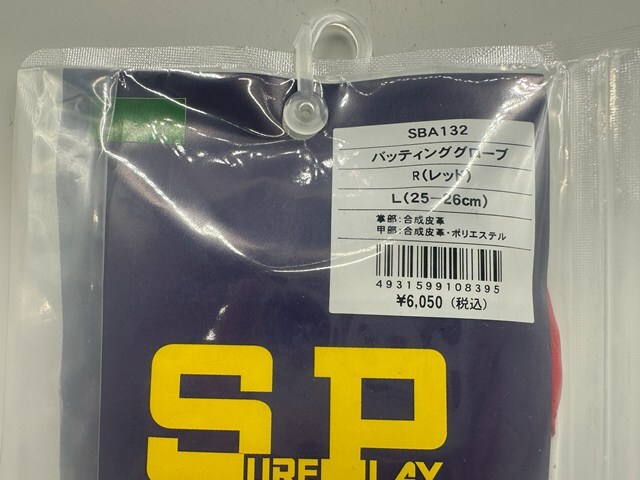 SBA132
バッティンググローブ
R(レッド)
L(25-26cm)
掌部:合成皮革
甲部:合成皮革・ポリエステル
4931599108395
¥6,050(税込)
SP
URE LAY